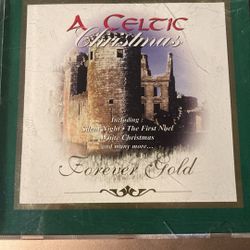 A Celtic
Christmas
Including :
Silent Night • The First Noel
White Christmas
and many more...
Forever Gold